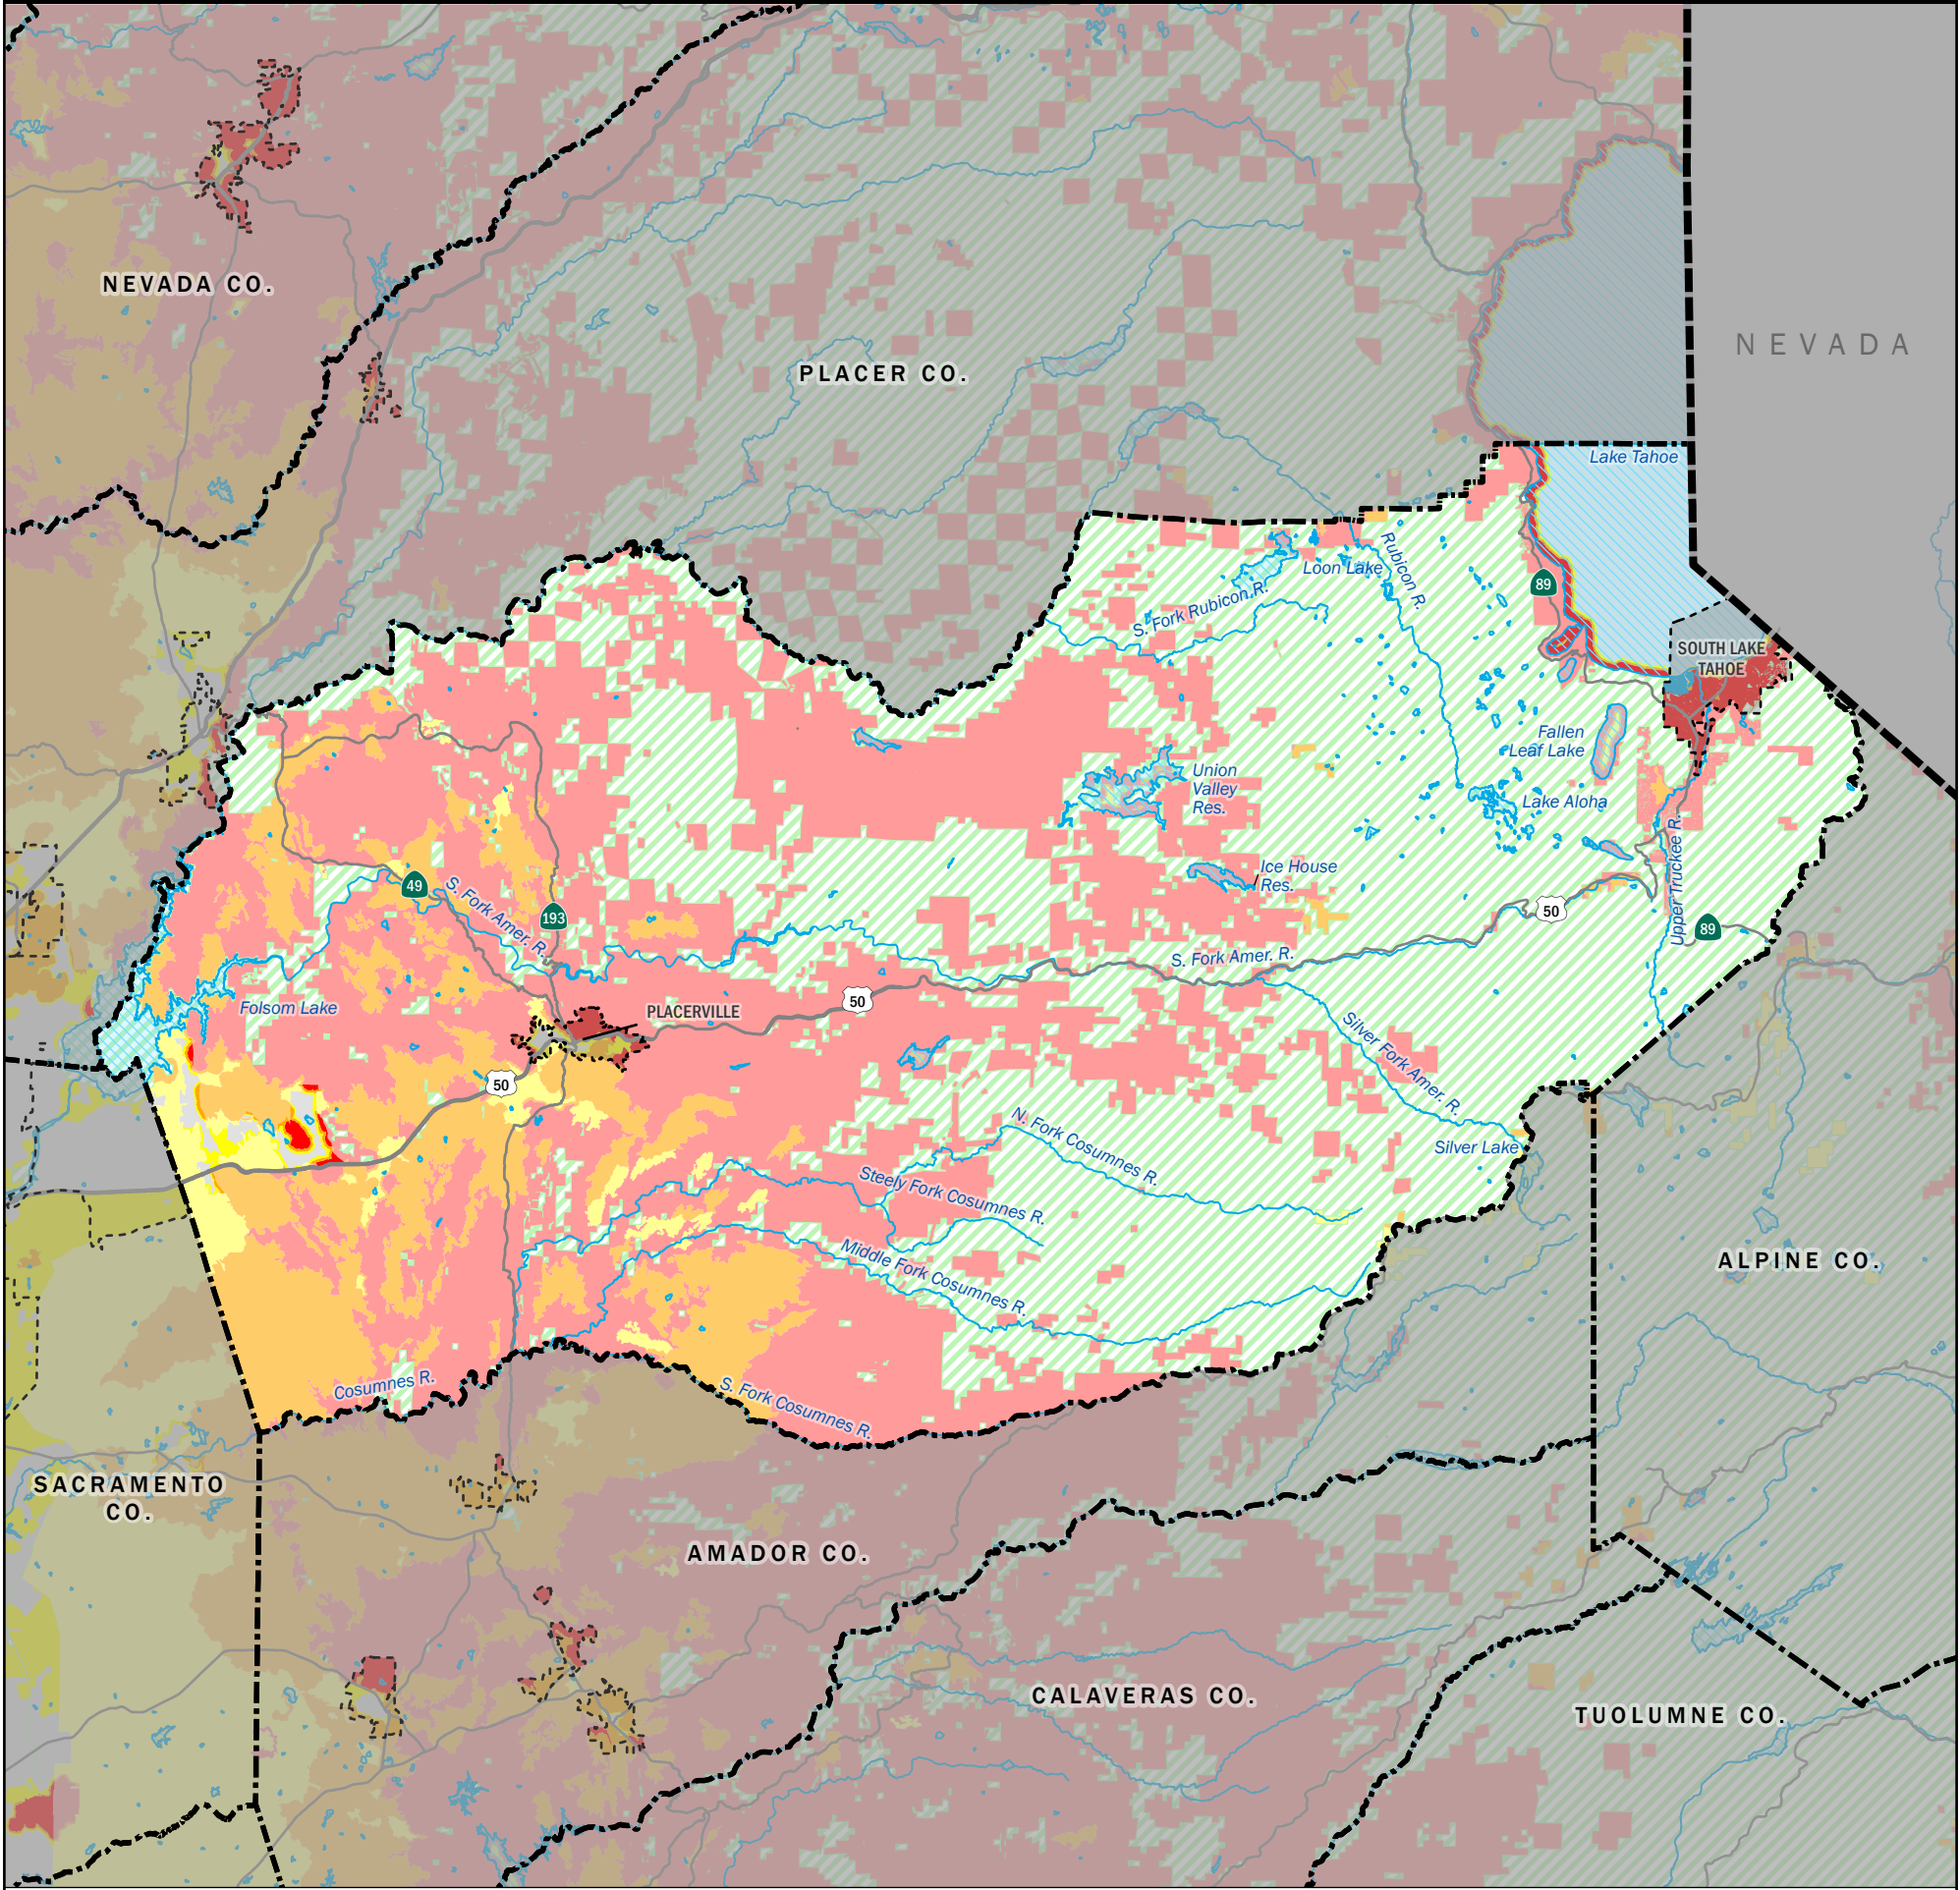 NEVADA CO.
NEVADA
PLACER CO.
Lake Tahoe
Rubicon R.
Loon Lake
89
S. Fork Rubicon R.
SOUTH LAKE
TAHOE
Fallen
Leaf Lake
Union
Valley
Res.
Lake Aloha
Upper Truckee R.
Ice House
Res.
49
S. Fork Amer. R.
193
50
89
S. Fork Amer. R.
Folsom Lake
PLACERVILLE
50
50
Silver Fork Amer. R.
N. Fork Cosumnes R.
Silver Lake
Steely Fork Cosumnes R.
Middle Fork Cosumnes R.
ALPINE CO.
Cosumnes R.
S. Fork Cosumnes R.
SACRAMENTO
CO.
AMADOR CO.
CALAVERAS CO.
TUOLUMNE CO.